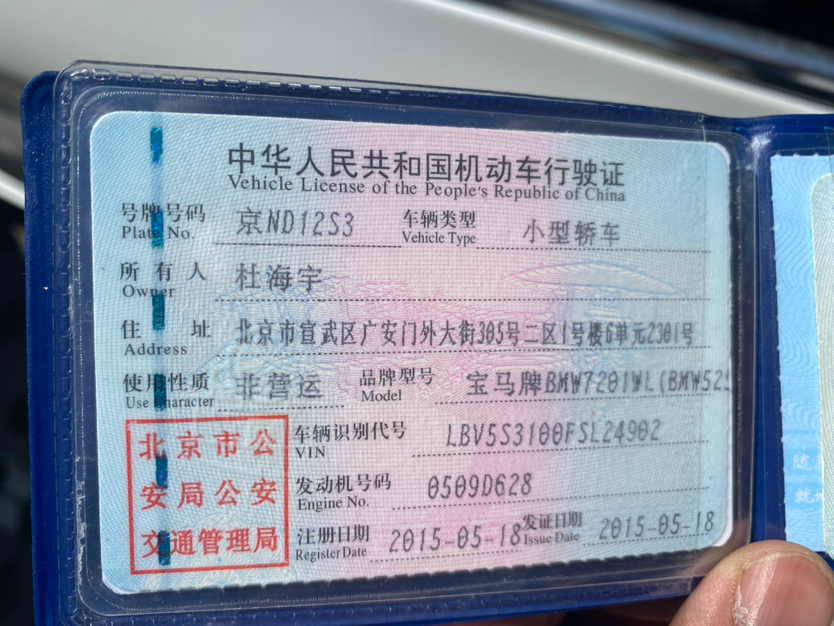 中华人民共和国机动车行驶证
Vehicle License of the People's Republic of China
号牌号码 京ND12S3 车辆类型 小型轿车
Plate No. Vehicle Type
所有人 杜海宇
Owner
住址 北京市宣武区广安门外大街305号二区1号楼6单元2301号
Address
使用性质 非营运 品牌型号 宝马牌BMW7201WL(BMW525
Use Character Model
北京市公
安局公安
交通管理局
车辆识别代号 LBV5S3100FSL24902
VIN
发动机号码 0509D628
Engine No.
注册日期 2015-05-18 发证日期 2015-05-18
Register Date Issue Date
随